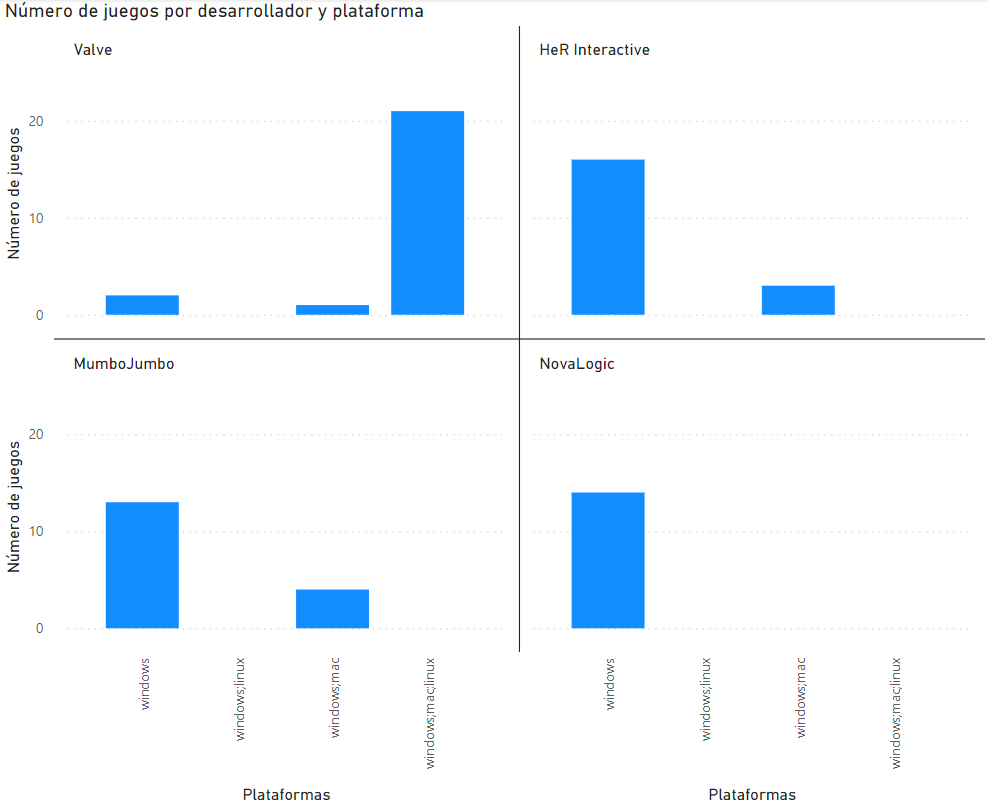 Número de juegos por desarrollador y plataforma
Valve
HeR Interactive
Número de juegos
20
10
0
MumboJumbo
NovaLogic
Número de juegos
20
10
0
windows
windows;linux
windows;mac
windows;mac;linux
windows
windows;linux
windows;mac
windows;mac;linux
Plataformas
Plataformas